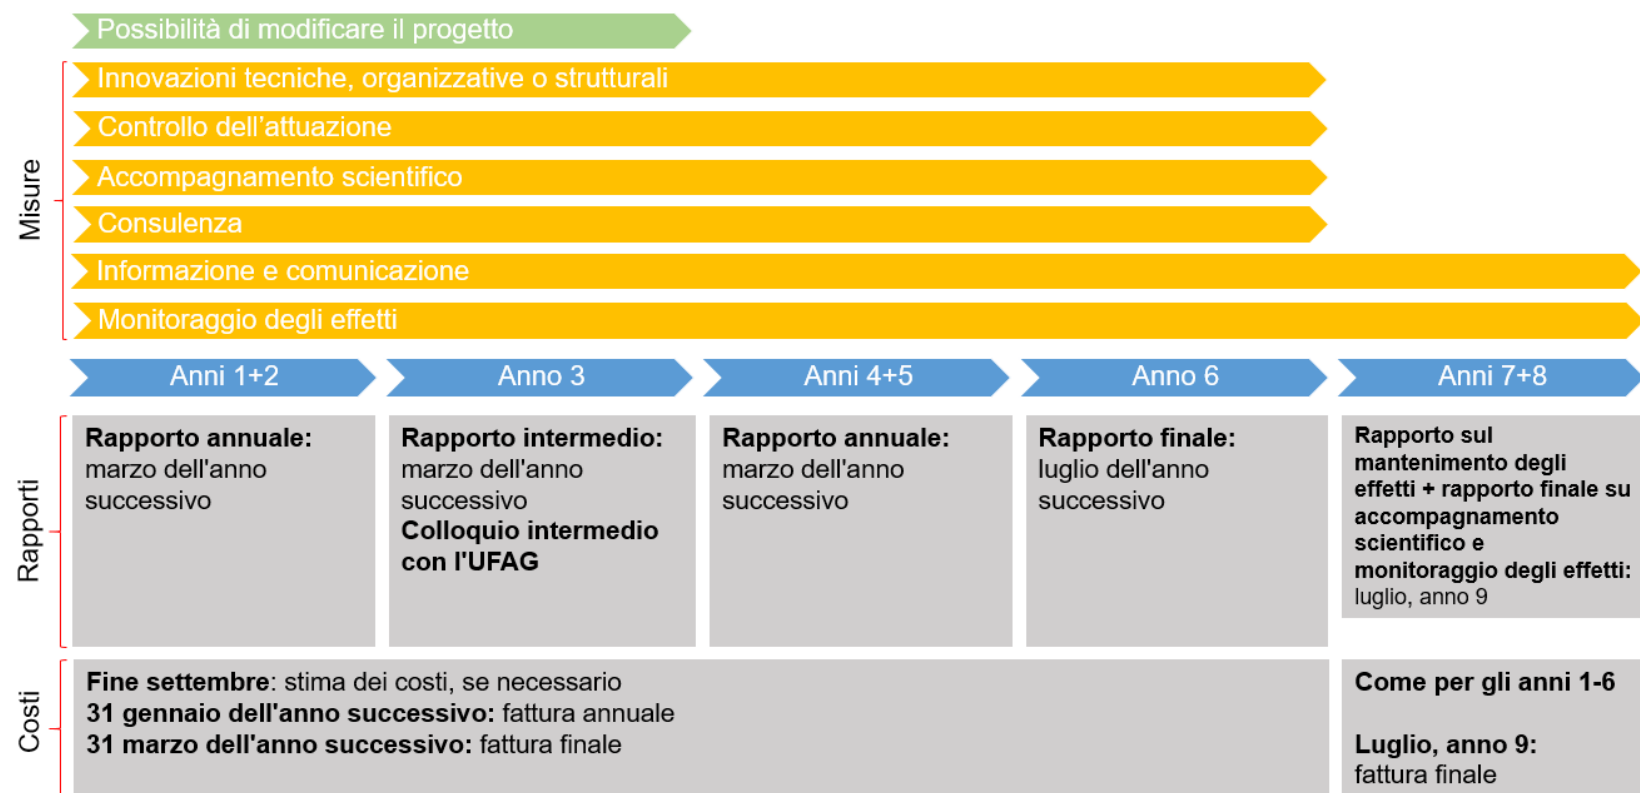 Possibilità di modificare il progetto
Misure
Innovazioni tecniche, organizzative o strutturali
Controllo dell'attuazione
Accompagnamento scientifico
Consulenza
Informazione e comunicazione
Monitoraggio degli effetti
Anni 1+2
Anno 3
Anni 4+5
Anno 6
Anni 7+8
Rapporti
Rapporto annuale:
marzo dell'anno
successivo
Rapporto intermedio:
marzo dell'anno
successivo
Colloquio intermedio
con l'UFAG
Rapporto annuale:
marzo dell'anno
successivo
Rapporto finale:
luglio dell'anno
successivo
Rapporto sul
mantenimento degli
effetti + rapporto finale su
accompagnamento
scientifico e
monitoraggio degli effetti:
luglio, anno 9
Costi
Fine settembre: stima dei costi, se necessario
31 gennaio dell'anno successivo: fattura annuale
31 marzo dell'anno successivo: fattura finale
Come per gli anni 1-6
Luglio, anno 9:
fattura finale